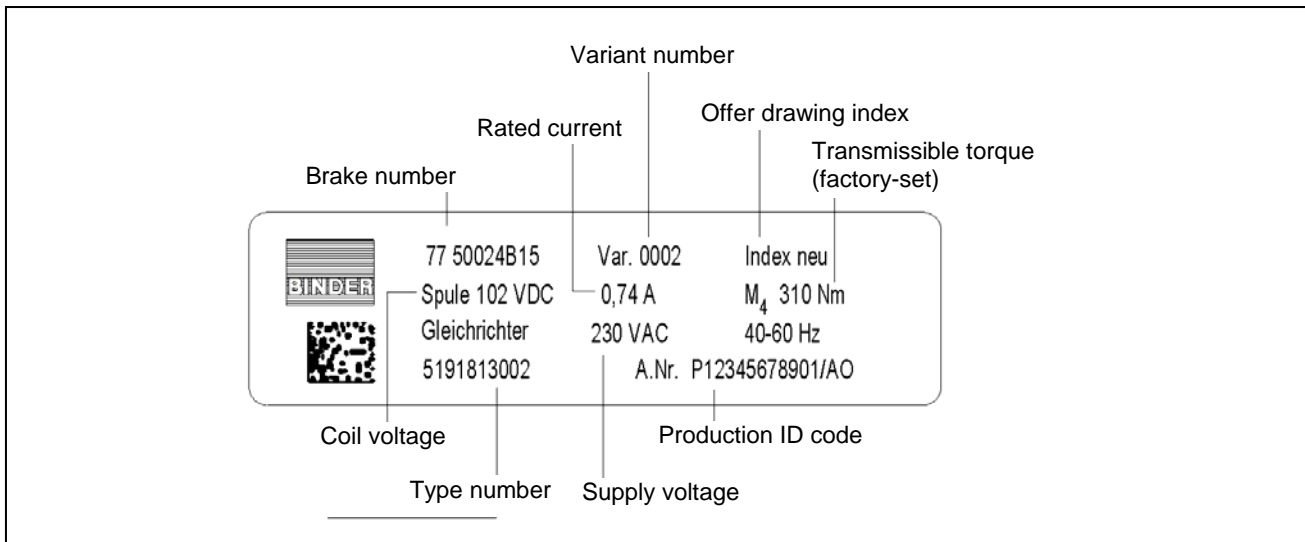 Variant number
Offer drawing index
Rated current
Transmissible torque
(factory-set)
Brake number
BINDER
77 50024B15 Var. 0002 Index neu
Spule 102 VDC 0,74 A M4 310 Nm
Gleichrichter 230 VAC 40-60 Hz
5191813002 A.Nr. P12345678901/AO
Coil voltage
Production ID code
Type number
Supply voltage